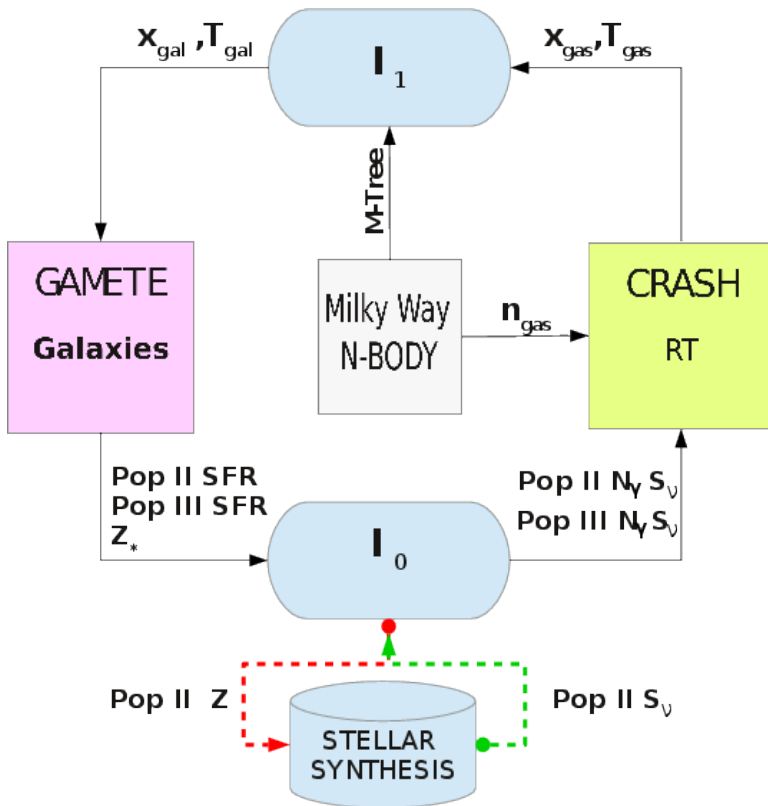 x_gal ,T_gal
x_gas,T_gas
I_1
M-Tree
GAMETE
Galaxies
Milky Way
N-BODY
n_gas
CRASH
RT
Pop II SFR
Pop III SFR
Z_*
I_0
Pop II N_γ S_ν
Pop III N_γ S_ν
Pop II Z
Pop II S_ν
STELLAR
SYNTHESIS